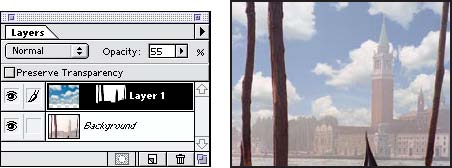 Layers
Normal Opacity: 55 %
Preserve Transparency
Layer 1
Background